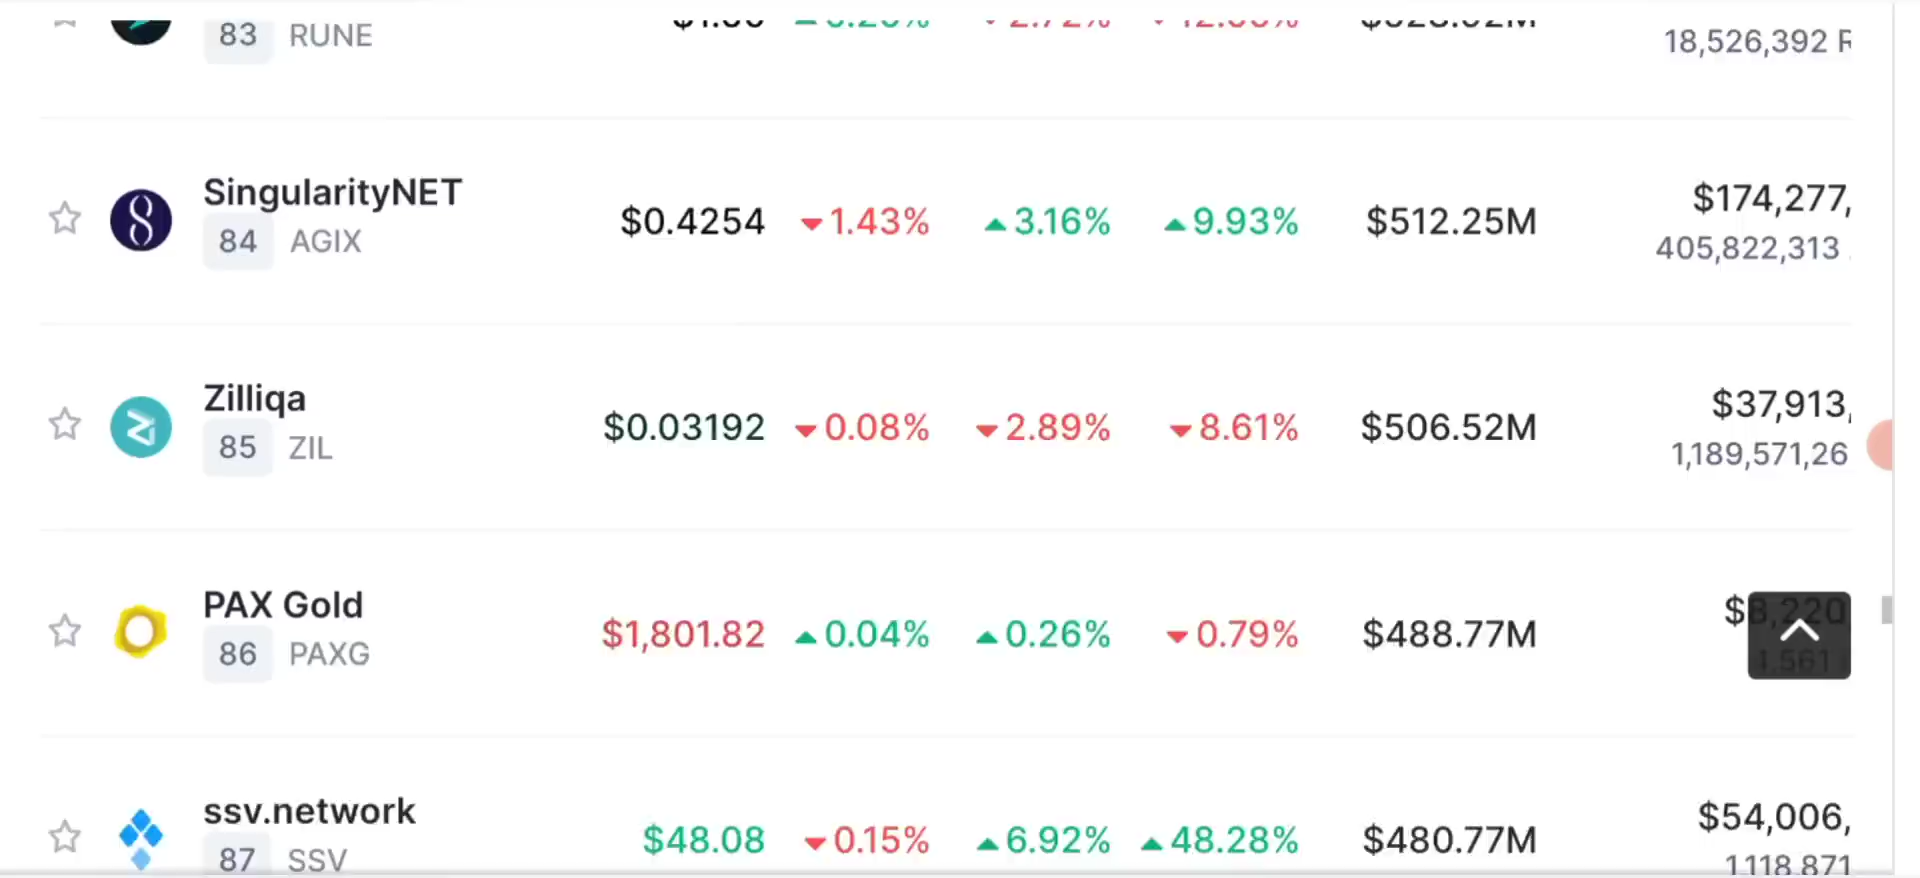 83 RUNE 18,526,392
SingularityNET
84 AGIX $0.4254 1.43% 3.16% 9.93% $512.25M $174,277,
405,822,313
Zilliqa
85 ZIL $0.03192 0.08% 2.89% 8.61% $506.52M $37,913,
1,189,571,26
PAX Gold
86 PAXG $1,801.82 0.04% 0.26% 0.79% $488.77M $8,220
1,561
ssv.network
87 SSV $48.08 0.15% 6.92% 48.28% $480.77M $54,006,
1,118,871